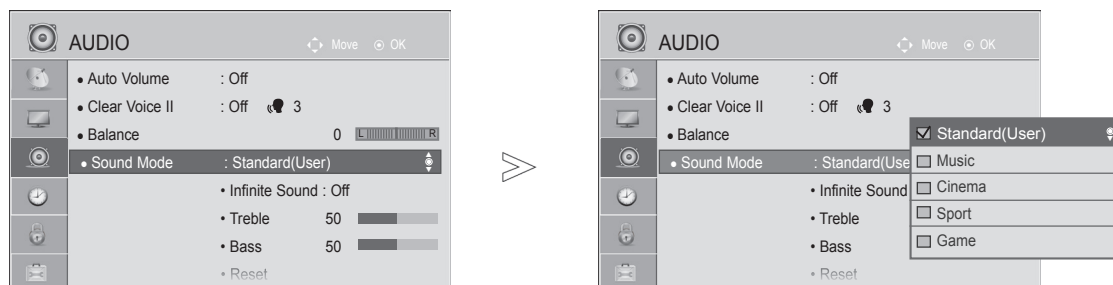 AUDIO
Move OK
• Auto Volume : Off
• Clear Voice II : Off 3
• Balance 0 L R
• Sound Mode : Standard(User)
• Infinite Sound : Off
• Treble 50
• Bass 50
• Reset
>
AUDIO
Move OK
• Auto Volume : Off
• Clear Voice II : Off 3
• Balance
• Sound Mode : Standard(Use
• Infinite Sound
• Treble
• Bass
• Reset
Standard(User)
Music
Cinema
Sport
Game